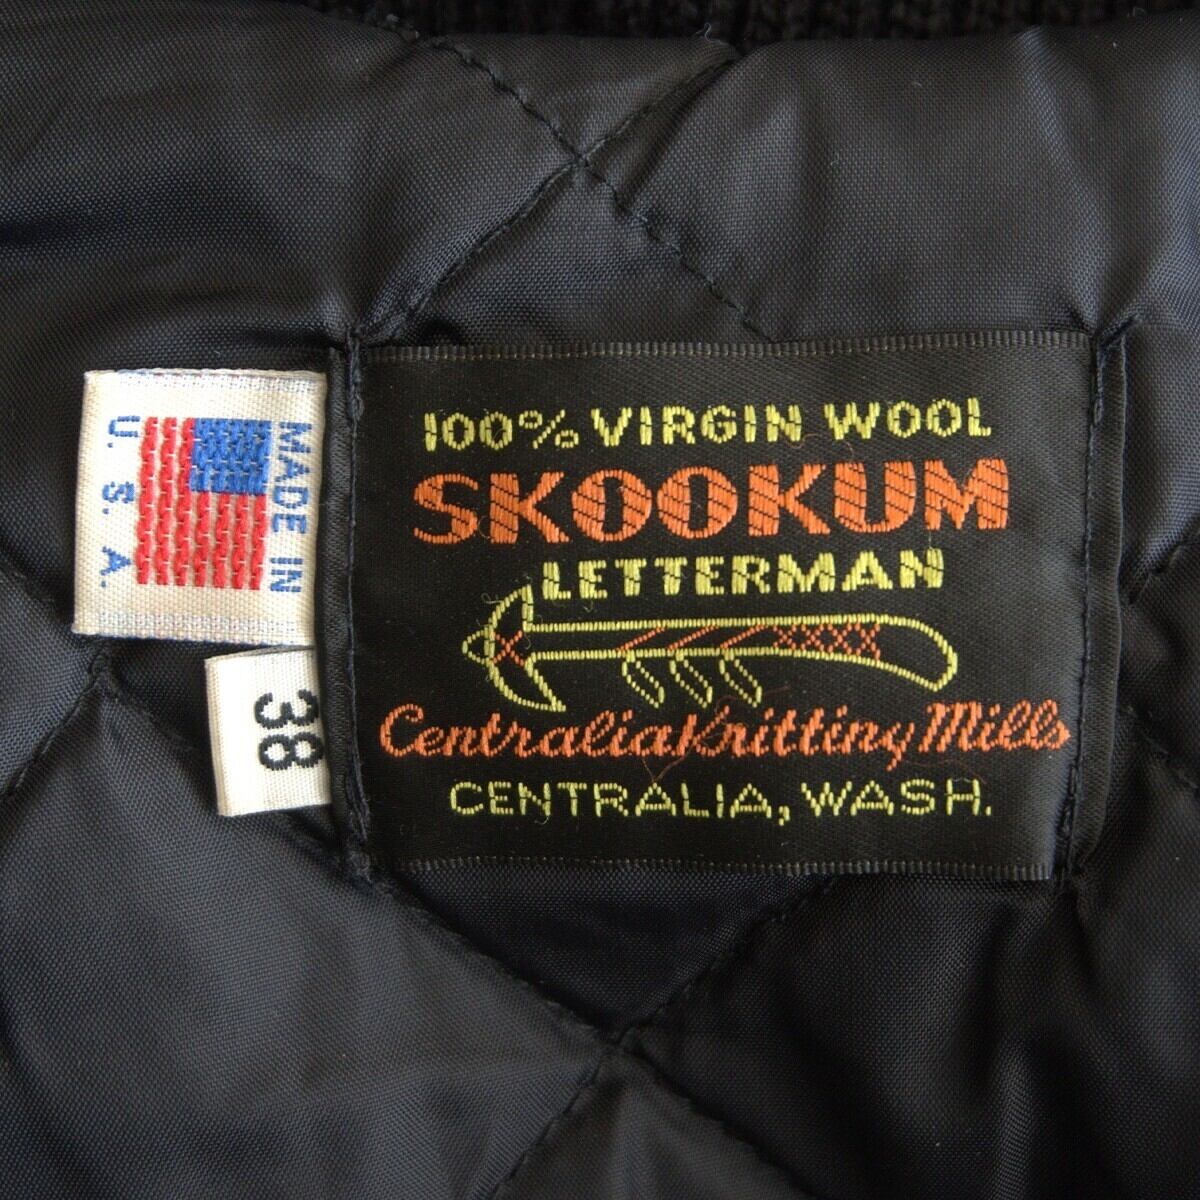 100% VIRGIN WOOL
SKOOKUM
LETTERMAN
Centralia Knitting Mills
CENTRALIA, WASH.
MADE IN
U. S. A.
38